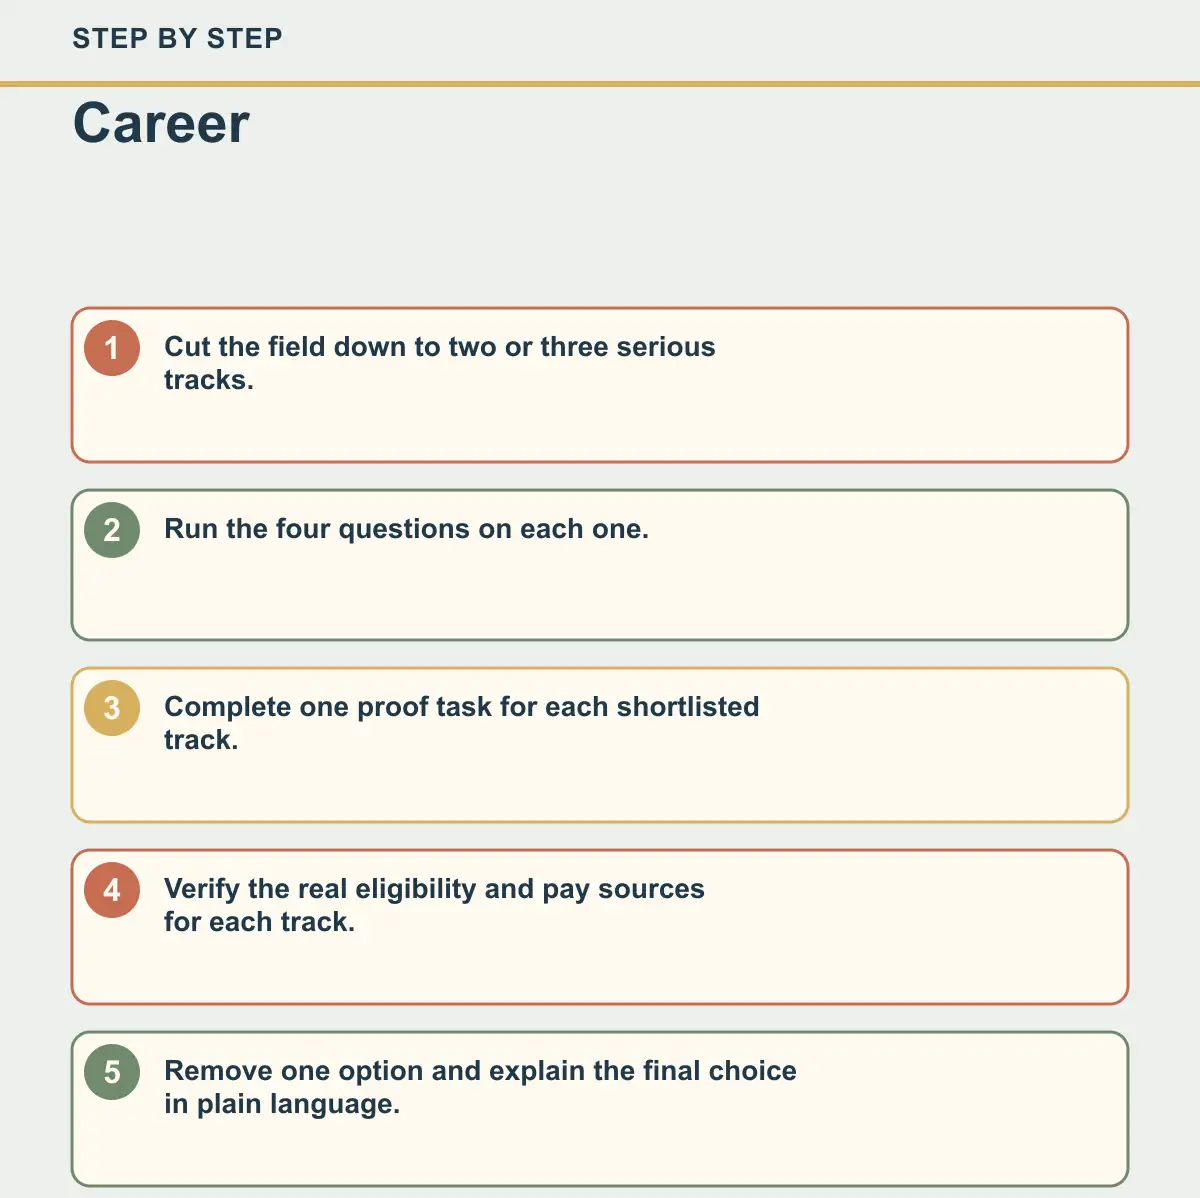 STEP BY STEP
Career
1
Cut the field down to two or three serious
tracks.
2
Run the four questions on each one.
3
Complete one proof task for each shortlisted
track.
4
Verify the real eligibility and pay sources
for each track.
5
Remove one option and explain the final choice
in plain language.